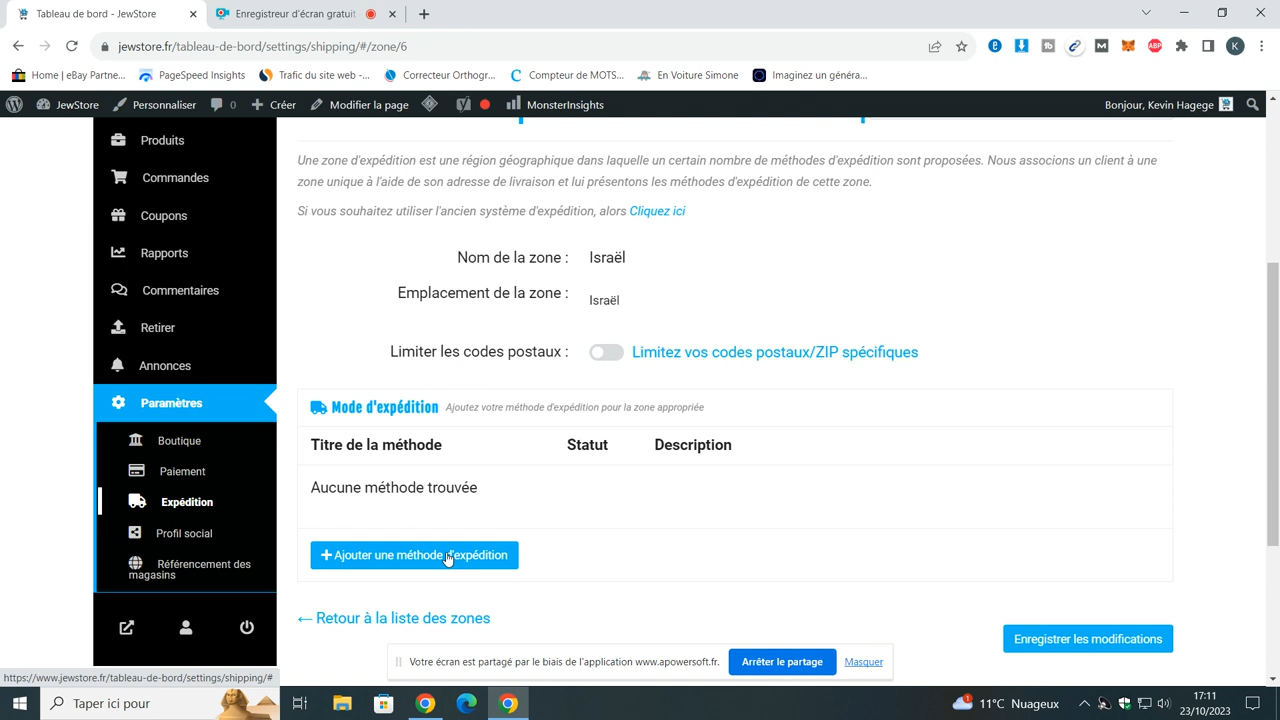 Tableau de bord - JewStore
Enregistreur d'écran gratuit
jewstore.fr/tableau-de-bord/settings/shipping/#/zone/6
K
Home | eBay Partne...
PageSpeed Insights
Trafic du site web -...
Correcteur Orthogr...
Compteur de MOTS...
En Voiture Simone
Imaginez un généra...
JewStore
Personnaliser
0
Créer
Modifier la page
MonsterInsights
Bonjour, Kevin Hagege
Produits
Commandes
Coupons
Rapports
Commentaires
Retirer
Annonces
Paramètres
Boutique
Paiement
Expédition
Profil social
Référencement des
magasins
Une zone d'expédition est une région géographique dans laquelle un certain nombre de méthodes d'expédition sont proposées. Nous associons un client à une
zone unique à l'aide de son adresse de livraison et lui présentons les méthodes d'expédition de cette zone.
Si vous souhaitez utiliser l'ancien système d'expédition, alors Cliquez ici
Nom de la zone : Israël
Emplacement de la zone : Israël
Limiter les codes postaux : Limitez vos codes postaux/ZIP spécifiques
Mode d'expédition Ajoutez votre méthode d'expédition pour la zone appropriée
Titre de la méthode Statut Description
Aucune méthode trouvée
+ Ajouter une méthode d'expédition
← Retour à la liste des zones
Enregistrer les modifications
Votre écran est partagé par le biais de l'application www.apowersoft.fr.
Arrêter le partage
Masquer
https://www.jewstore.fr/tableau-de-bord/settings/shipping/#
Taper ici pour
1
11°C Nuageux
17:11
23/10/2023